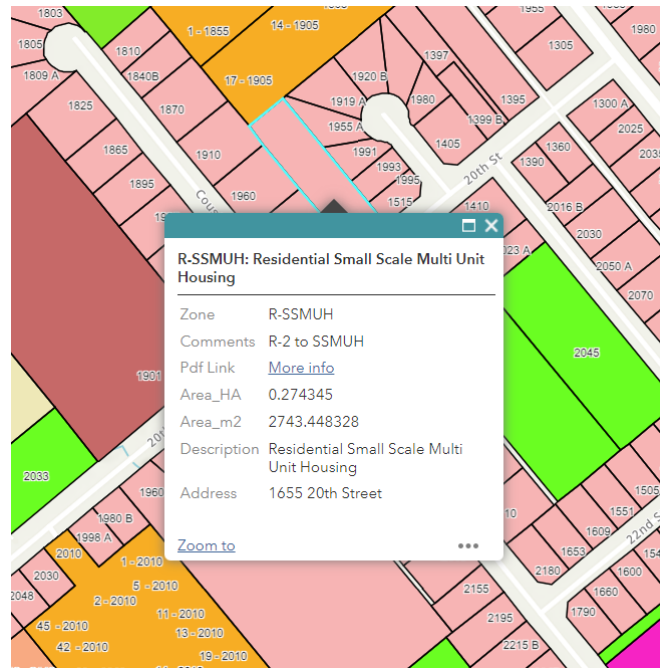 1803
1955
1980
1805
1 - 1855
14 - 1905
1810
1397
1305
1809 A
1840B
17 - 1905
1920 B
1825
1870
1919 A
1980
1395
1300 A
1399 B
1955 A
2025
1865
1910
1991
1405
1360
1390
1993
20th St
1895
1960
1995
1515
1410
2016 B
2030
023 A
2050 A
2070
R-SSMUH: Residential Small Scale Multi Unit
Housing
Zone R-SSMUH
Comments R-2 to SSMUH
Pdf Link More info
Area_HA 0.274345
Area_m2 2743.448328
Description Residential Small Scale Multi
Unit Housing
Address 1655 20th Street
Zoom to
2045
1901
2033
1960
1980 B
1998 A
2010
1 - 2010
2030
5 - 2010
2048
2 - 2010
11 - 2010
45 - 2010
13 - 2010
42 - 2010
19 - 2010
1505
1551
1609
22nd S
1653
2180
1600
2155
1660
1790
2195
2215 B